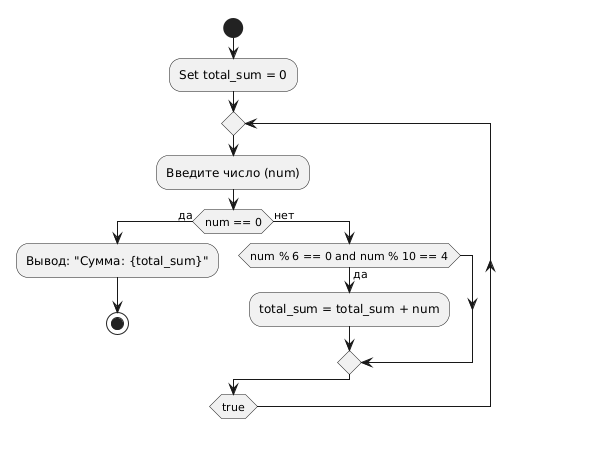 Set total_sum = 0
Введите число (num)
да
num == 0
нет
Вывод: "Сумма: {total_sum}"
num % 6 == 0 and num % 10 == 4
да
total_sum = total_sum + num
true